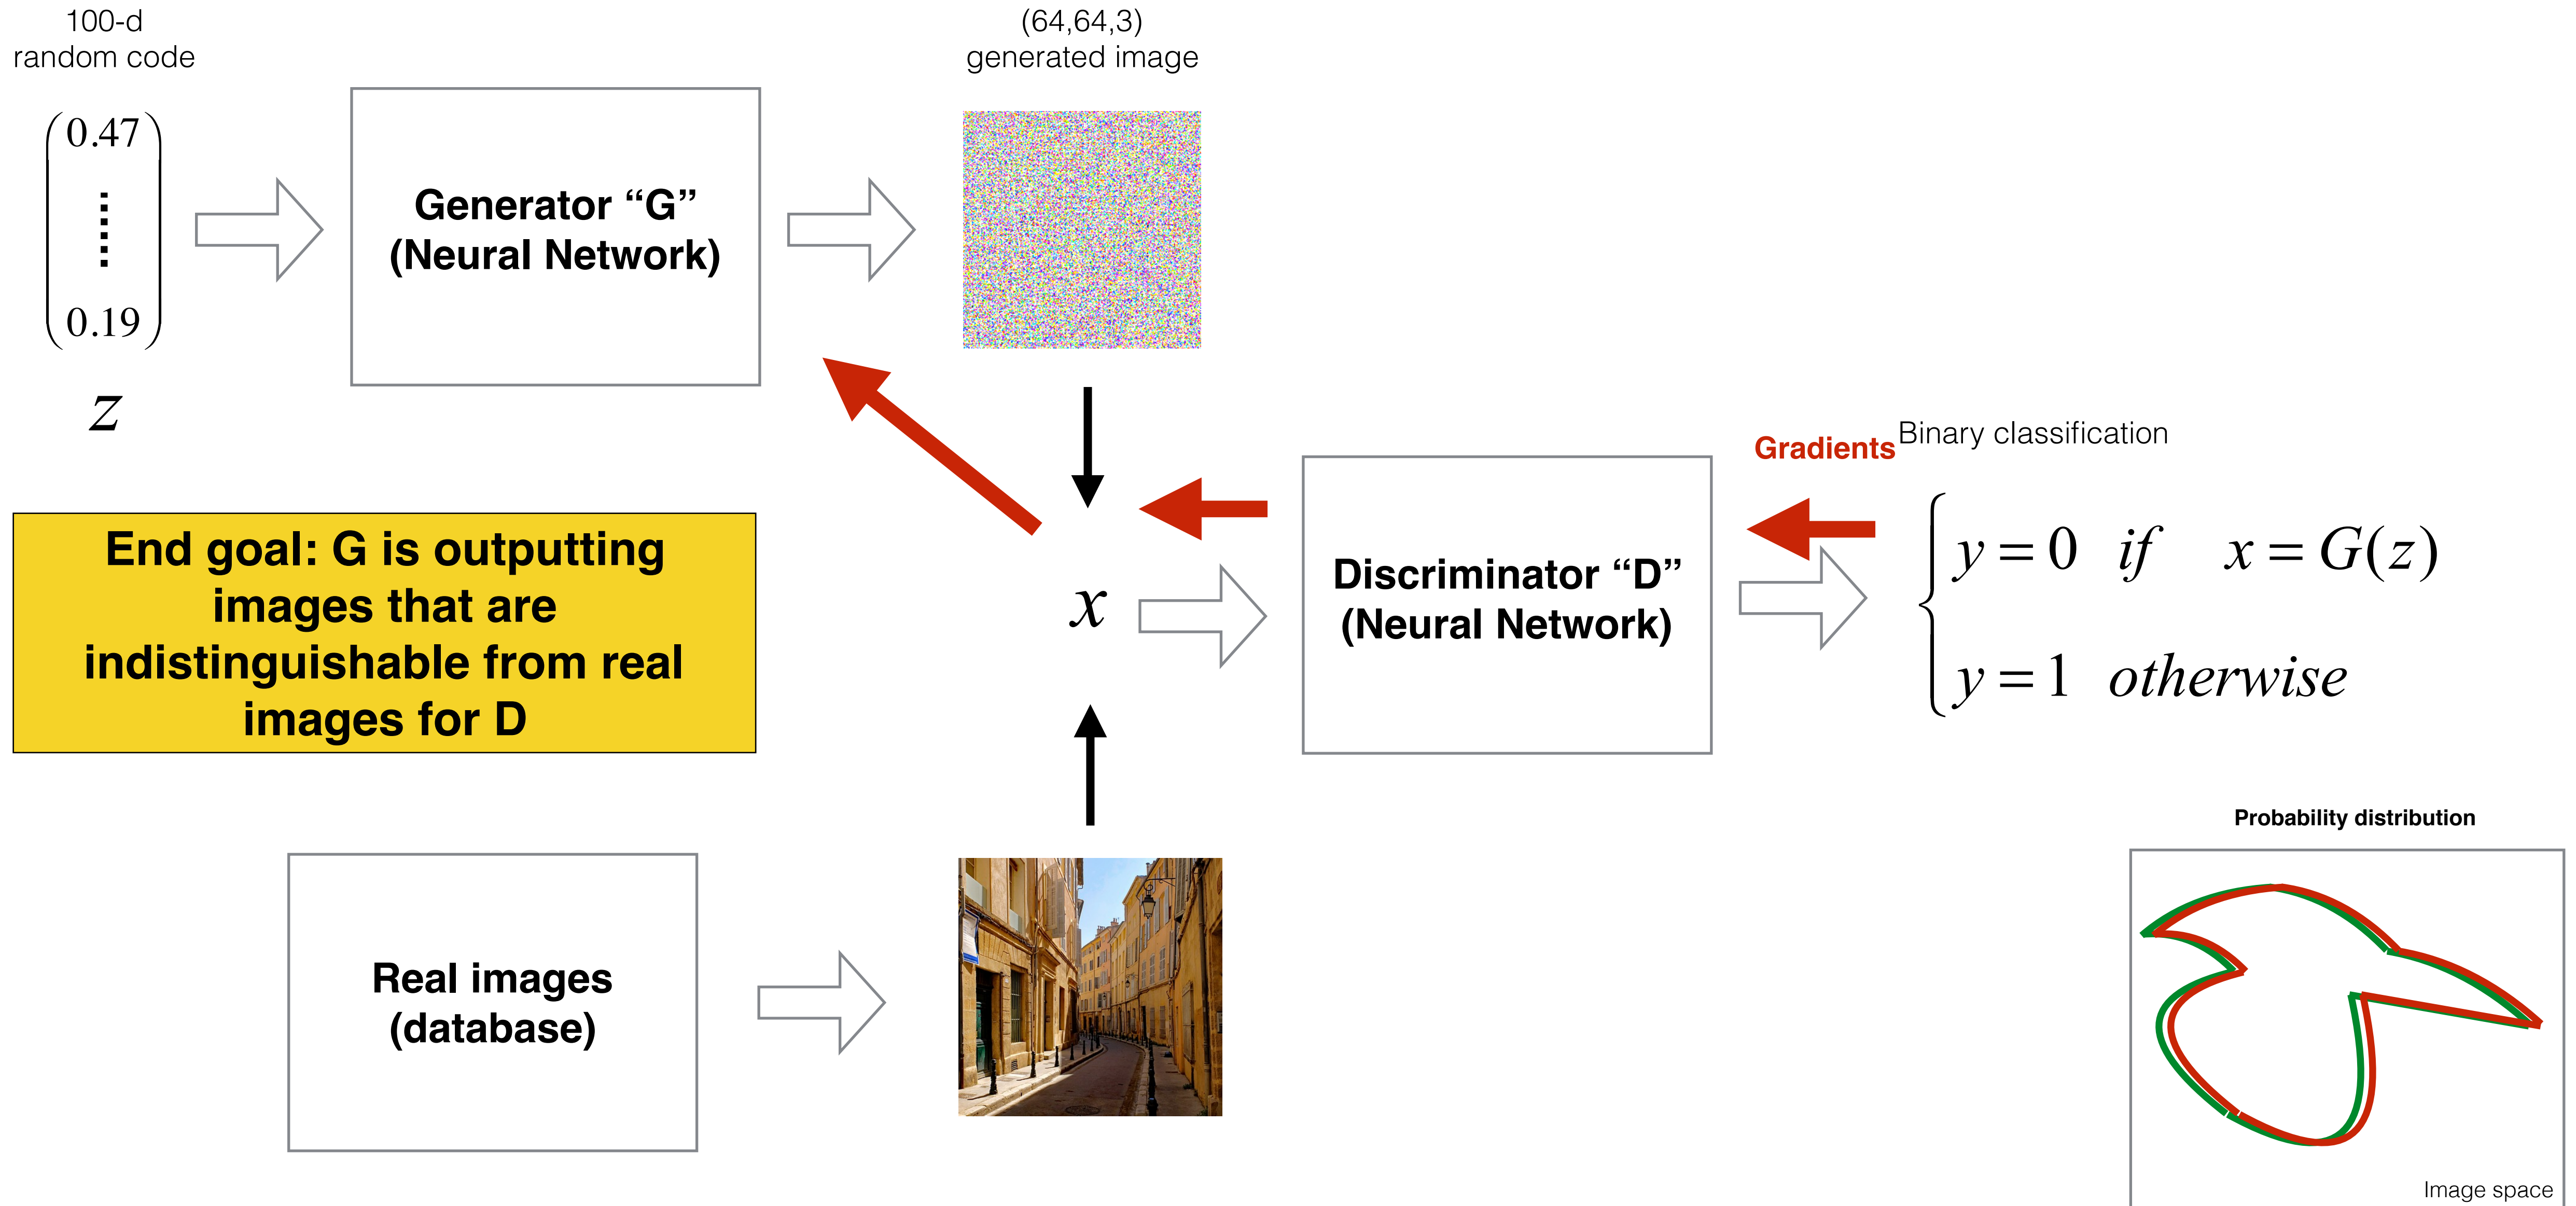 100-d
random code
(64,64,3)
generated image
0.47
0.19
z
Generator “G”
(Neural Network)
End goal: G is outputting
images that are
indistinguishable from real
images for D
x
Discriminator “D”
(Neural Network)
Gradients
Binary classification
y = 0 if x = G(z)
y = 1 otherwise
Real images
(database)
Probability distribution
Image space